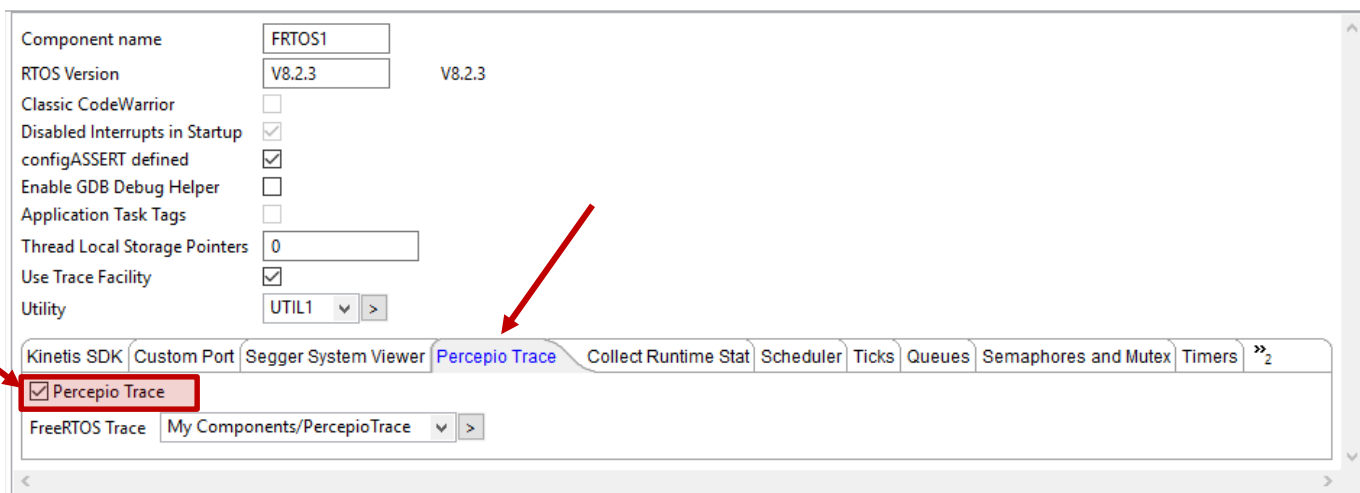 Component name FRTOS1
RTOS Version V8.2.3 V8.2.3
Classic CodeWarrior
Disabled Interrupts in Startup
configASSERT defined
Enable GDB Debug Helper
Application Task Tags
Thread Local Storage Pointers 0
Use Trace Facility
Utility UTIL1 >
Kinetis SDK Custom Port Segger System Viewer Percepio Trace Collect Runtime Stat Scheduler Ticks Queues Semaphores and Mutex Timers »2
Percepio Trace
FreeRTOS Trace My Components/PercepioTrace >